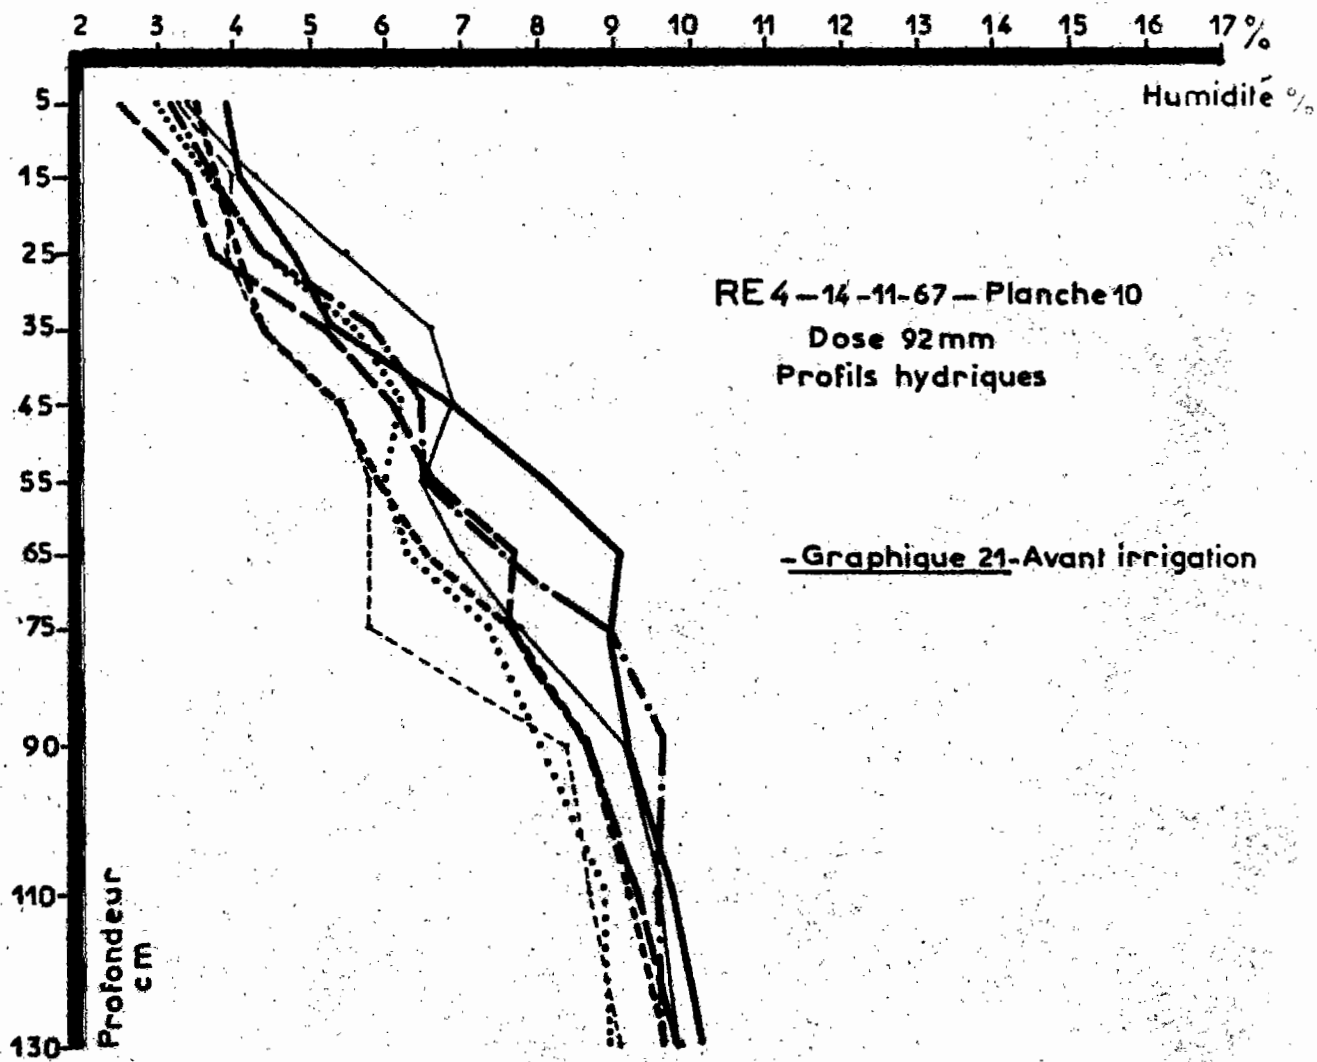 2 3 4 5 6 7 8 9 10 11 12 13 14 15 16 17 %
Humidité %
5
15
25
35
45
55
65
75
90
110
130
RE 4-14-11-67-Planche 10
Dose 92mm
Profils hydriques
-Graphique 21-Avant irrigation
Profondeur
cm